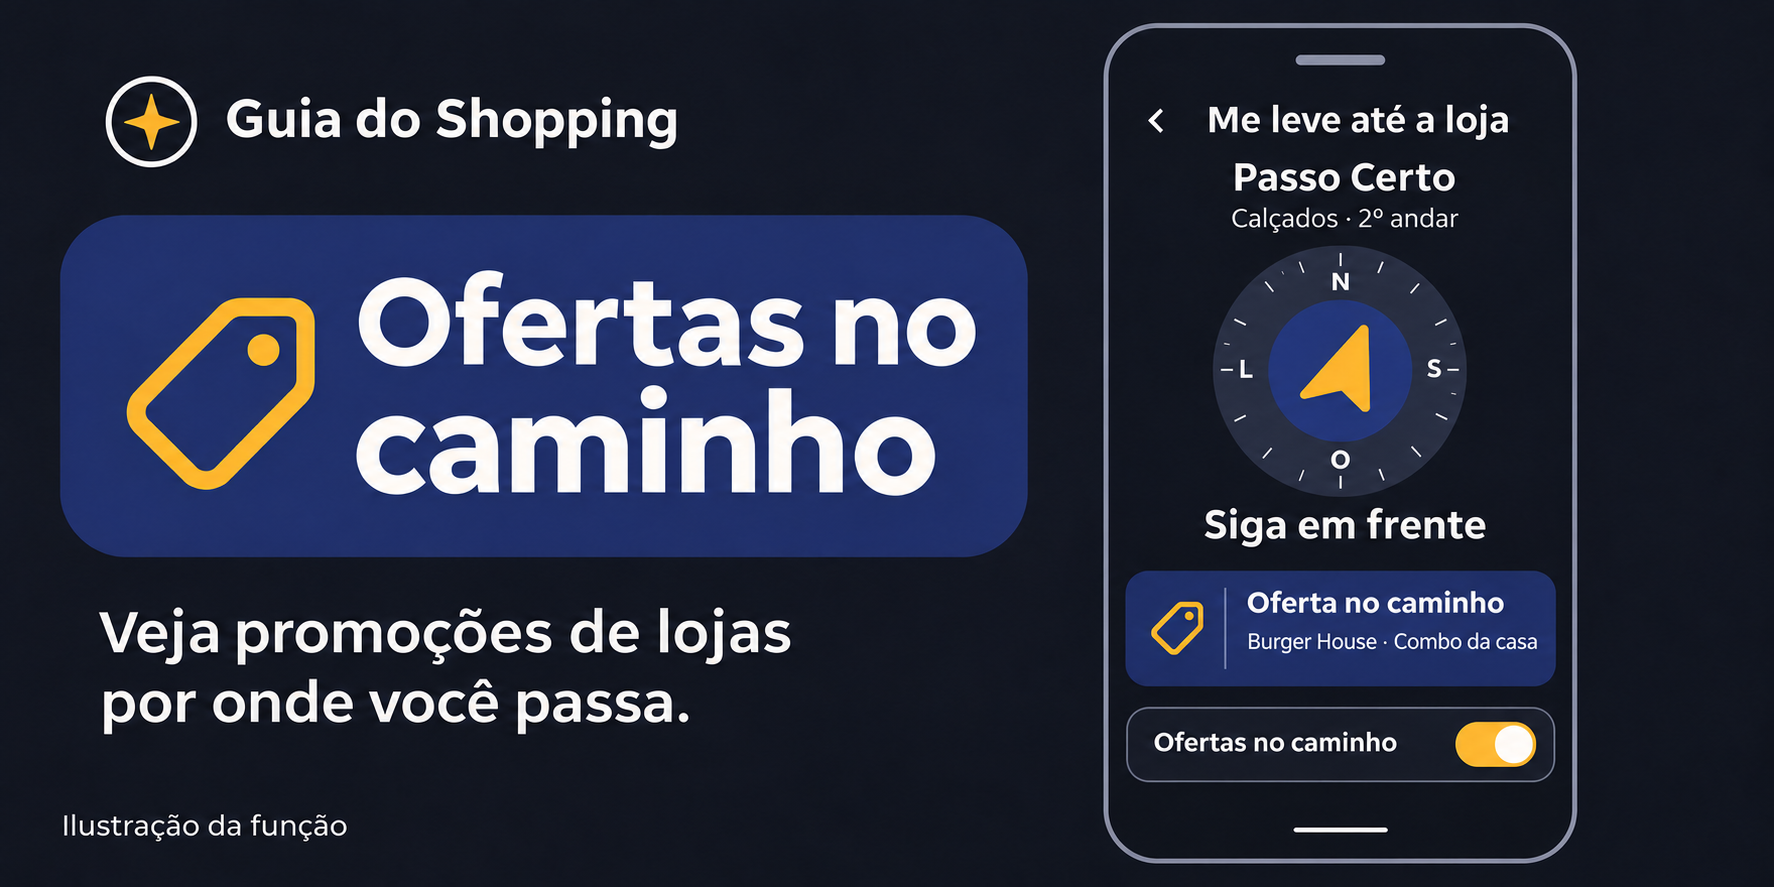 Guia do Shopping
Ofertas no
caminho
Veja promoções de lojas
por onde você passa.
Ilustração da função
Me leve até a loja
Passo Certo
Calçados · 2º andar
N
L
S
O
Siga em frente
Oferta no caminho
Burger House · Combo da casa
Ofertas no caminho